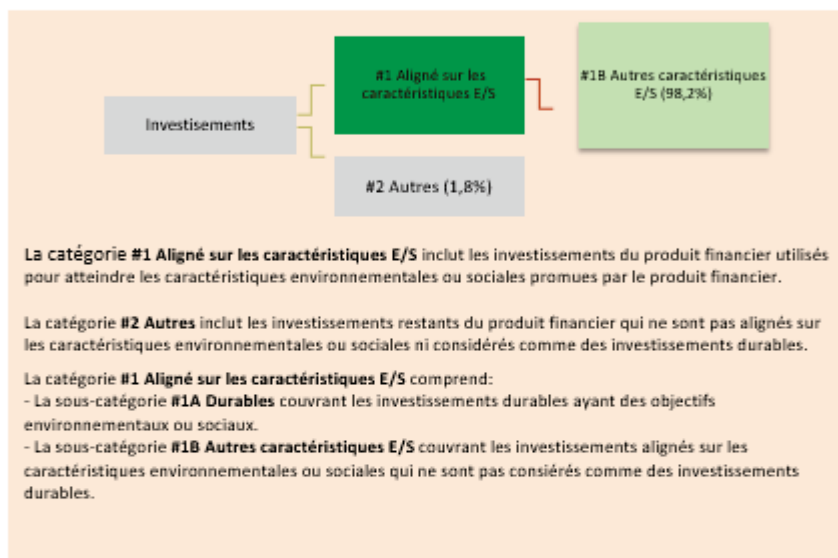 #1 Aligné sur les
caractéristiques E/S
#1B Autres caractéristiques
E/S (98,2%)
Investisements
#2 Autres (1,8%)
La catégorie #1 Aligné sur les caractéristiques E/S inclut les investissements du produit financier utilisés
pour atteindre les caractéristiques environnementales ou sociales promues par le produit financier.
La catégorie #2 Autres inclut les investissements restants du produit financier qui ne sont pas alignés sur
les caractéristiques environnementales ou sociales ni considérés comme des investissements durables.
La catégorie #1 Aligné sur les caractéristiques E/S comprend:
- La sous-catégorie #1A Durables couvrant les investissements durables ayant des objectifs
environnementaux ou sociaux.
- La sous-catégorie #1B Autres caractéristiques E/S couvrant les investissements alignés sur les
caractéristiques environnementales ou sociales qui ne sont pas consiérés comme des investissements
durables.